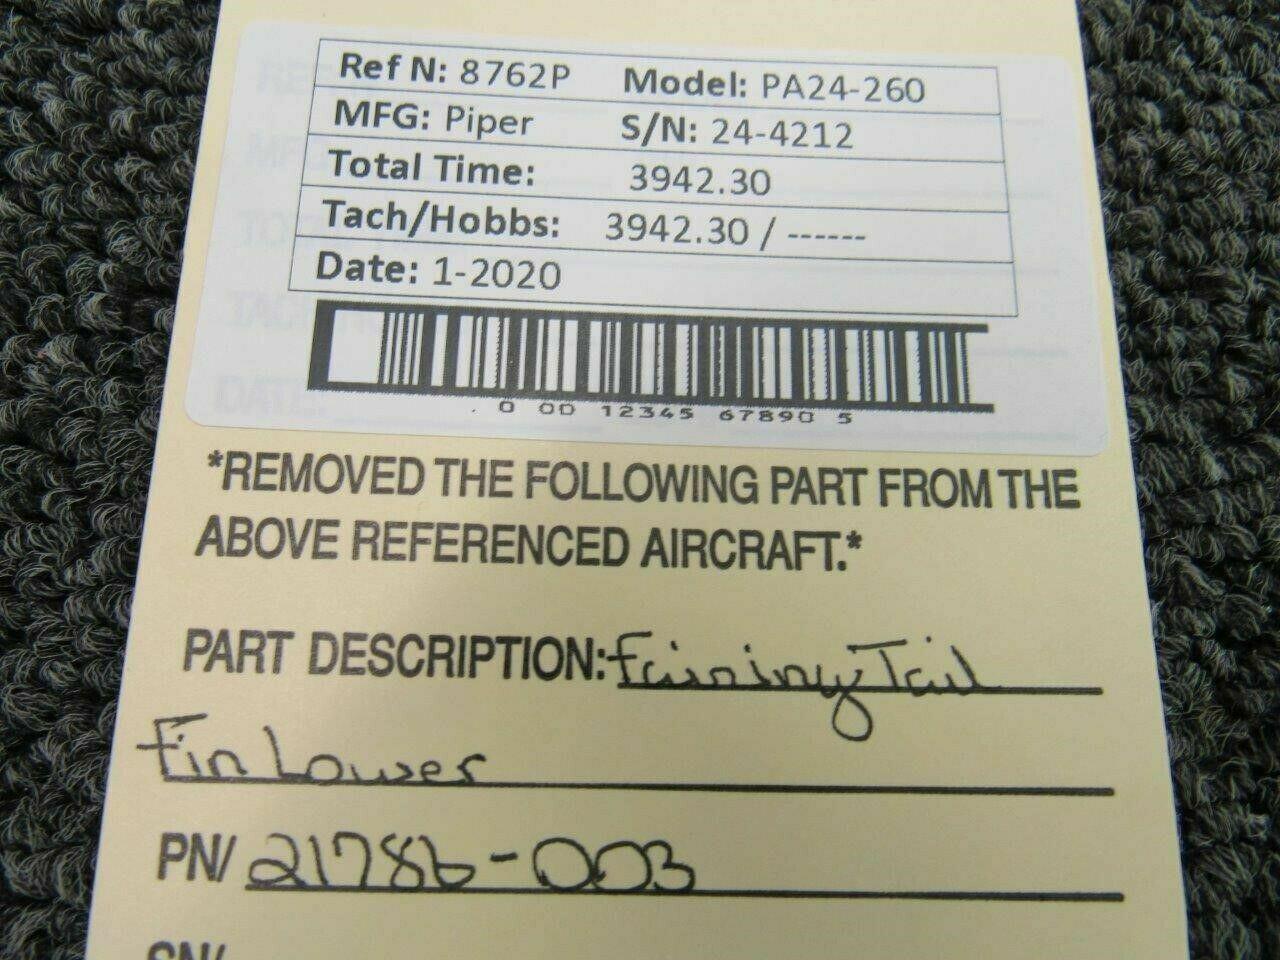 Ref N: 8762P Model: PA24-260
MFG: Piper S/N: 24-4212
Total Time: 3942.30
Tach/Hobbs: 3942.30 / ------
Date: 1-2020
0 00 12345 67890 5
*REMOVED THE FOLLOWING PART FROM THE
ABOVE REFERENCED AIRCRAFT.*
PART DESCRIPTION: Fairing Tail
Fin Lower
PN/ 21786-003
SN/